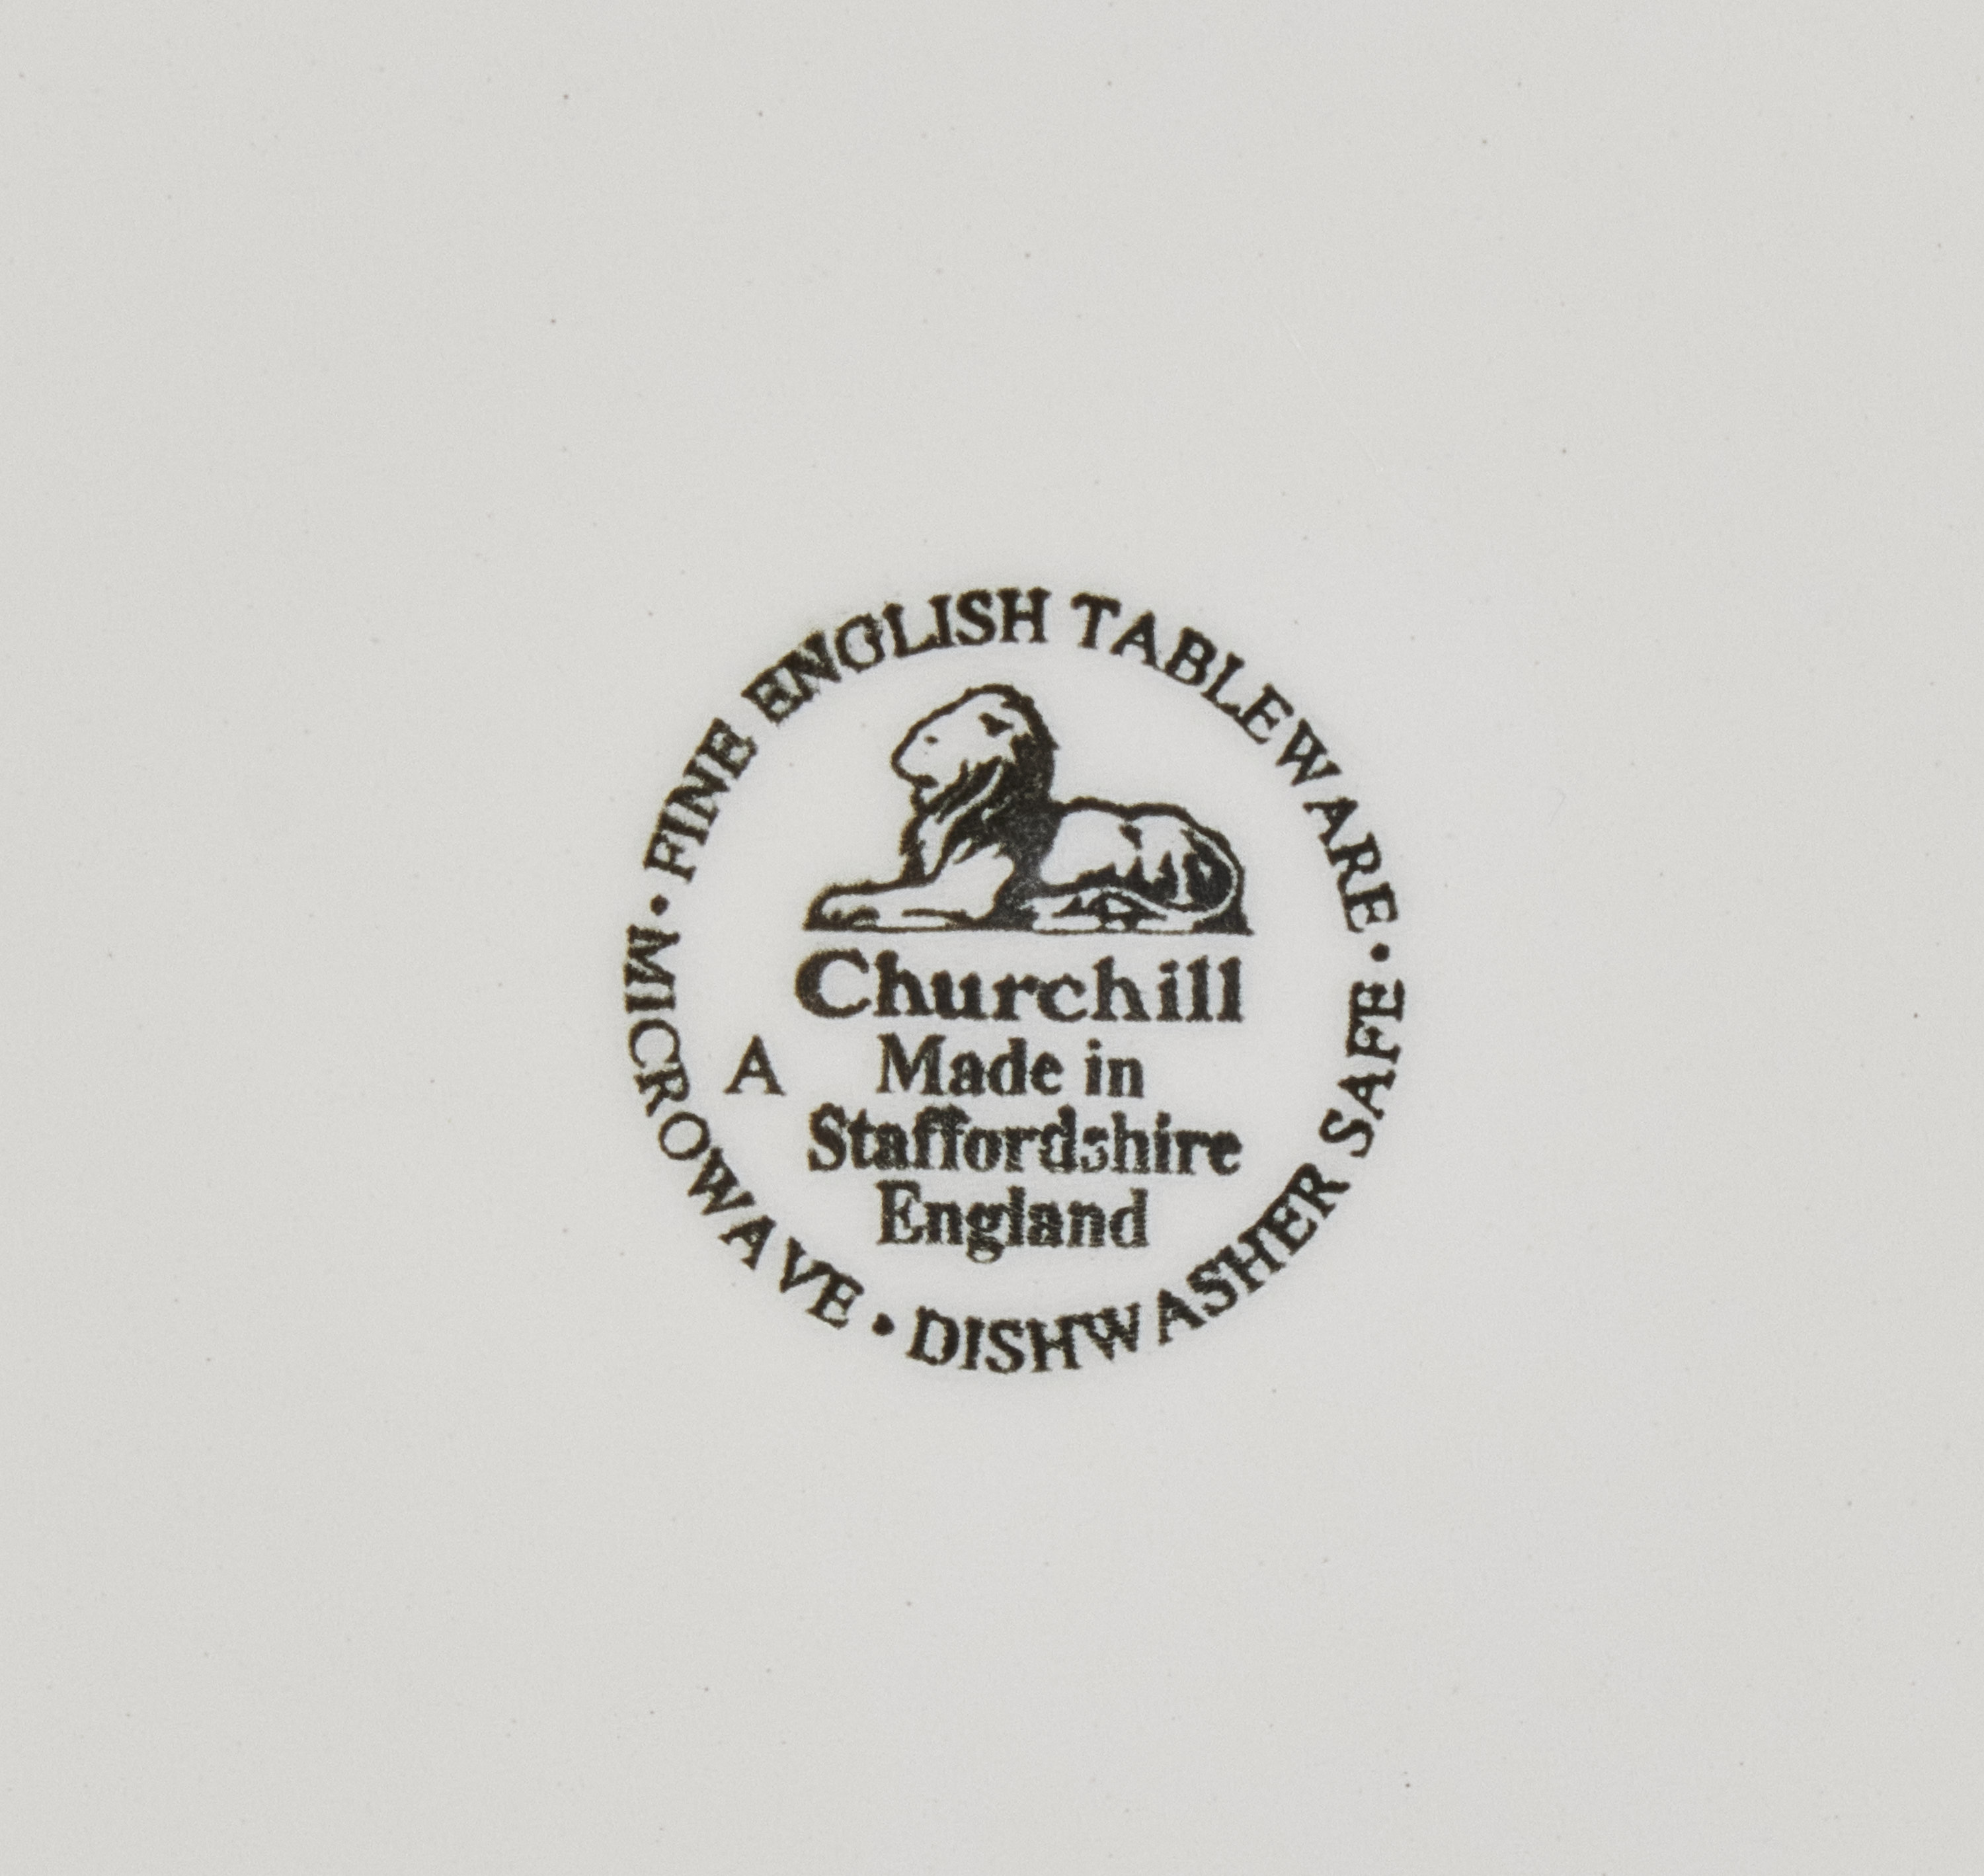 • FINE ENGLISH TABLEWARE •
MICROWAVE • DISHWASHER SAFE
Churchill
A Made in
Staffordshire
England